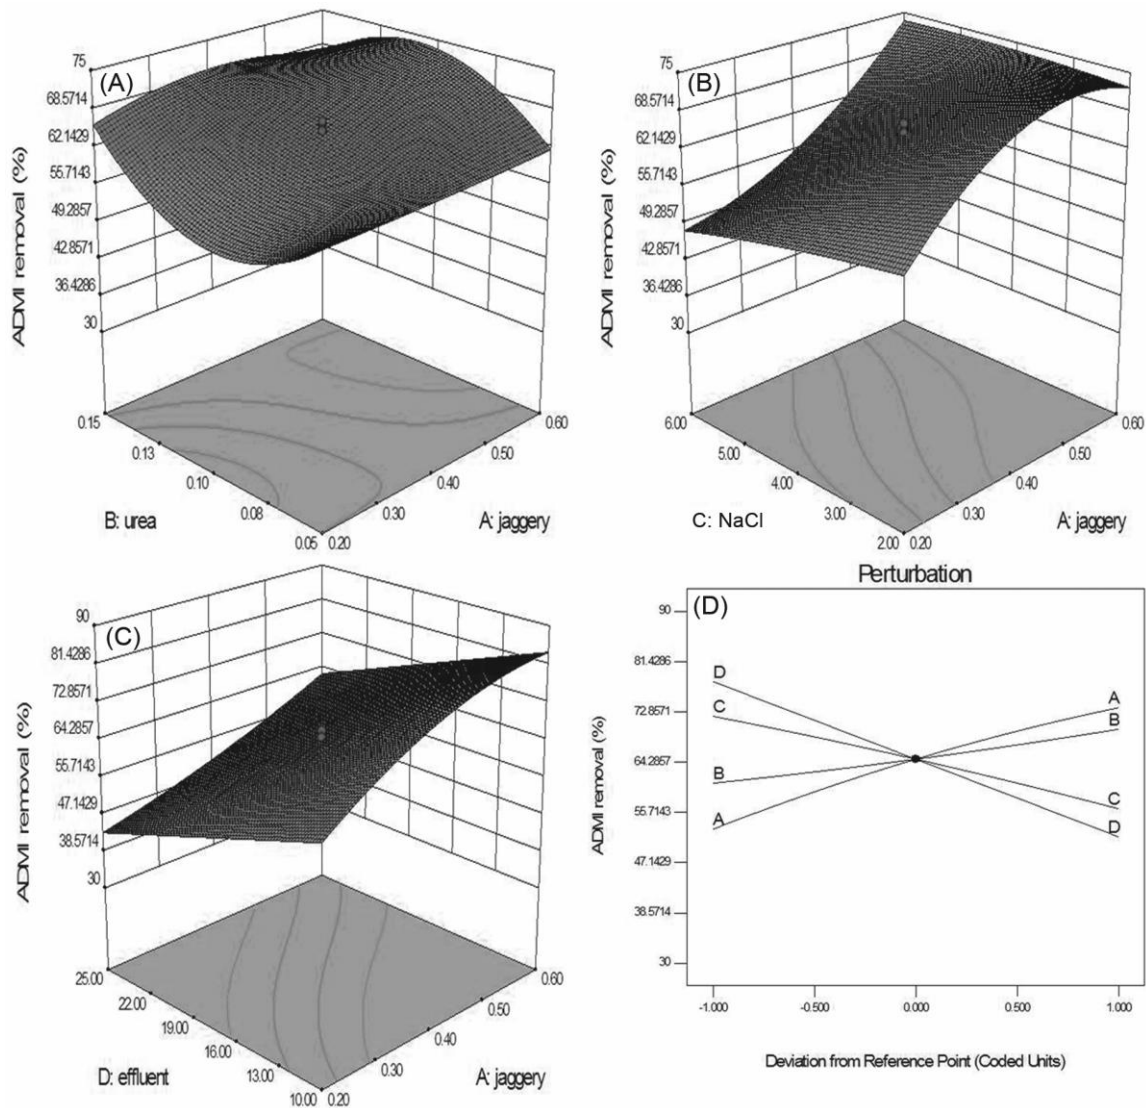 (A)
ADMI removal (%)
75
68.5714
62.1429
55.7143
49.2857
42.8571
36.4286
30
0.15
0.13
0.10
0.08
0.05
0.20
0.30
0.40
0.50
0.60
B: urea
A: jaggery
(B)
ADMI removal (%)
75
68.5714
62.1429
55.7143
49.2857
42.8571
36.4286
30
6.00
5.00
4.00
3.00
2.00
0.20
0.30
0.40
0.50
0.60
C: NaCl
A: jaggery
(C)
ADMI removal (%)
90
81.4286
72.8571
64.2857
55.7143
47.1429
38.5714
30
25.00
22.00
19.00
16.00
13.00
10.00
0.20
0.30
0.40
0.50
0.60
D: effluent
A: jaggery
Perturbation
(D)
ADMI removal (%)
90
81.4286
72.8571
64.2857
55.7143
47.1429
38.5714
30
D
C
B
A
A
B
C
D
-1.000
-0.500
0.000
0.500
1.000
Deviation from Reference Point (Coded Units)